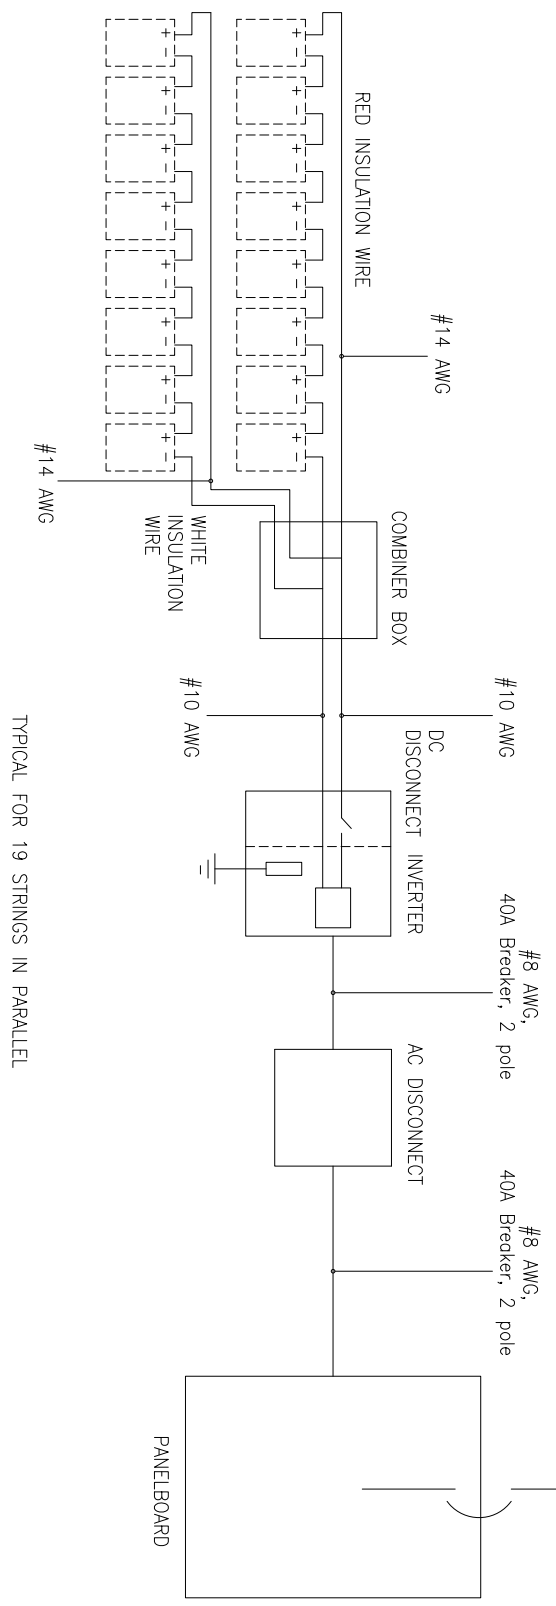 #14 AWG
RED INSULATION WIRE
+ − + − + − + − + − + − + − + −
+ − + − + − + − + − + − + − + −
#14 AWG
WHITE
INSULATION
WIRE
COMBINER BOX
#10 AWG
#10 AWG
DC
DISCONNECT INVERTER
#8 AWG,
40A Breaker, 2 pole
AC DISCONNECT
#8 AWG,
40A Breaker, 2 pole
PANELBOARD
TYPICAL FOR 19 STRINGS IN PARALLEL